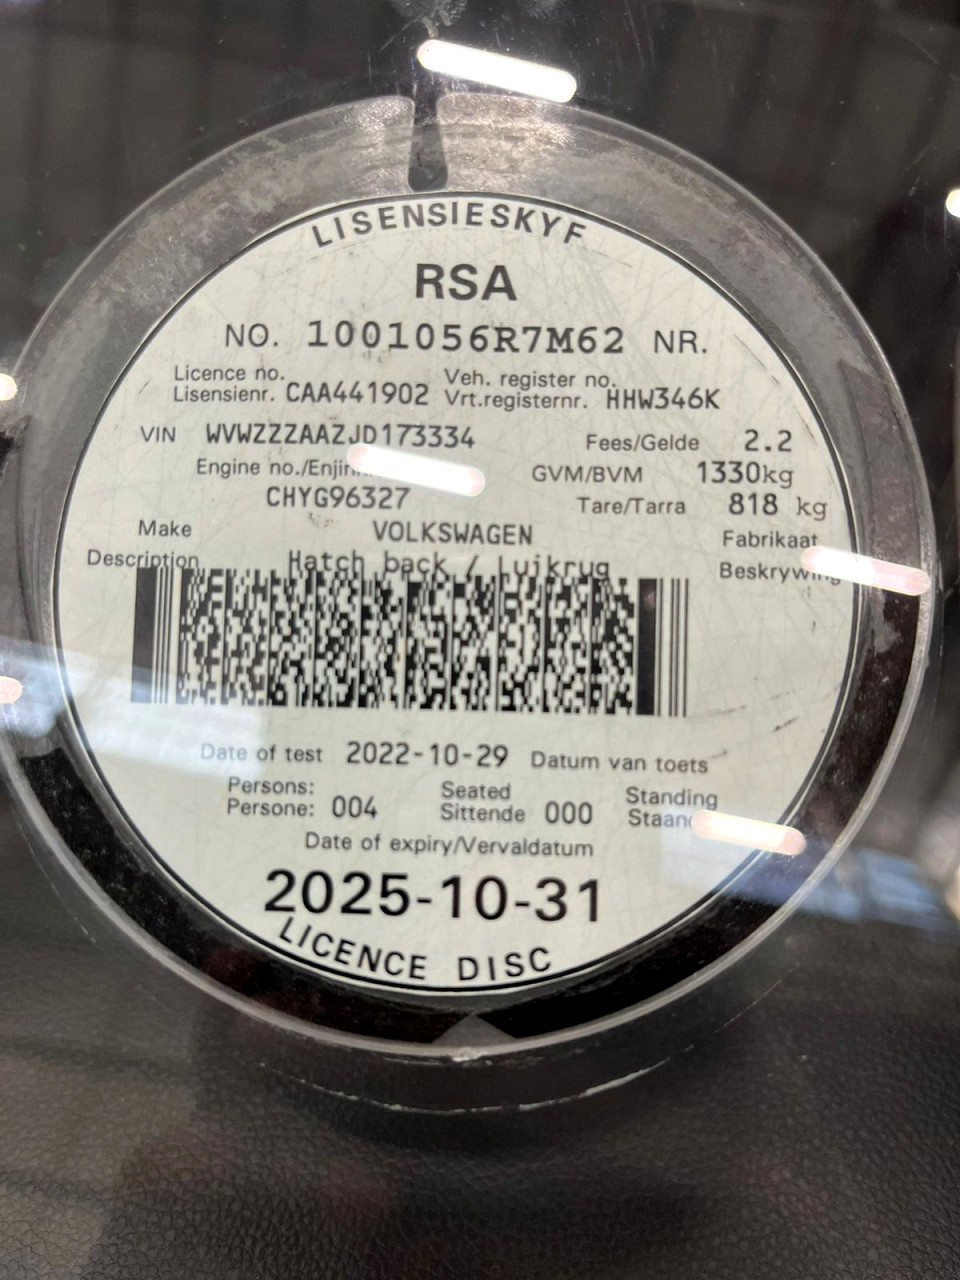 LISENSIESKYF
RSA
NO. 1001056R7M62 NR.
Licence no. Veh. register no.
Lisensienr. CAA441902 Vrt.registernr. HHW346K
VIN WVWZZZAAZJD173334 Fees/Gelde 2.2
Engine no./Enjin GVM/BVM 1330kg
CHYG96327 Tare/Tarra 818 kg
Make VOLKSWAGEN Fabrikaat
Description Hatch back / Luikrug Beskrywing
Date of test 2022-10-29 Datum van toets
Persons: Seated Standing
Persone: 004 Sittende 000
Date of expiry/Vervaldatum
2025-10-31
LICENCE DISC